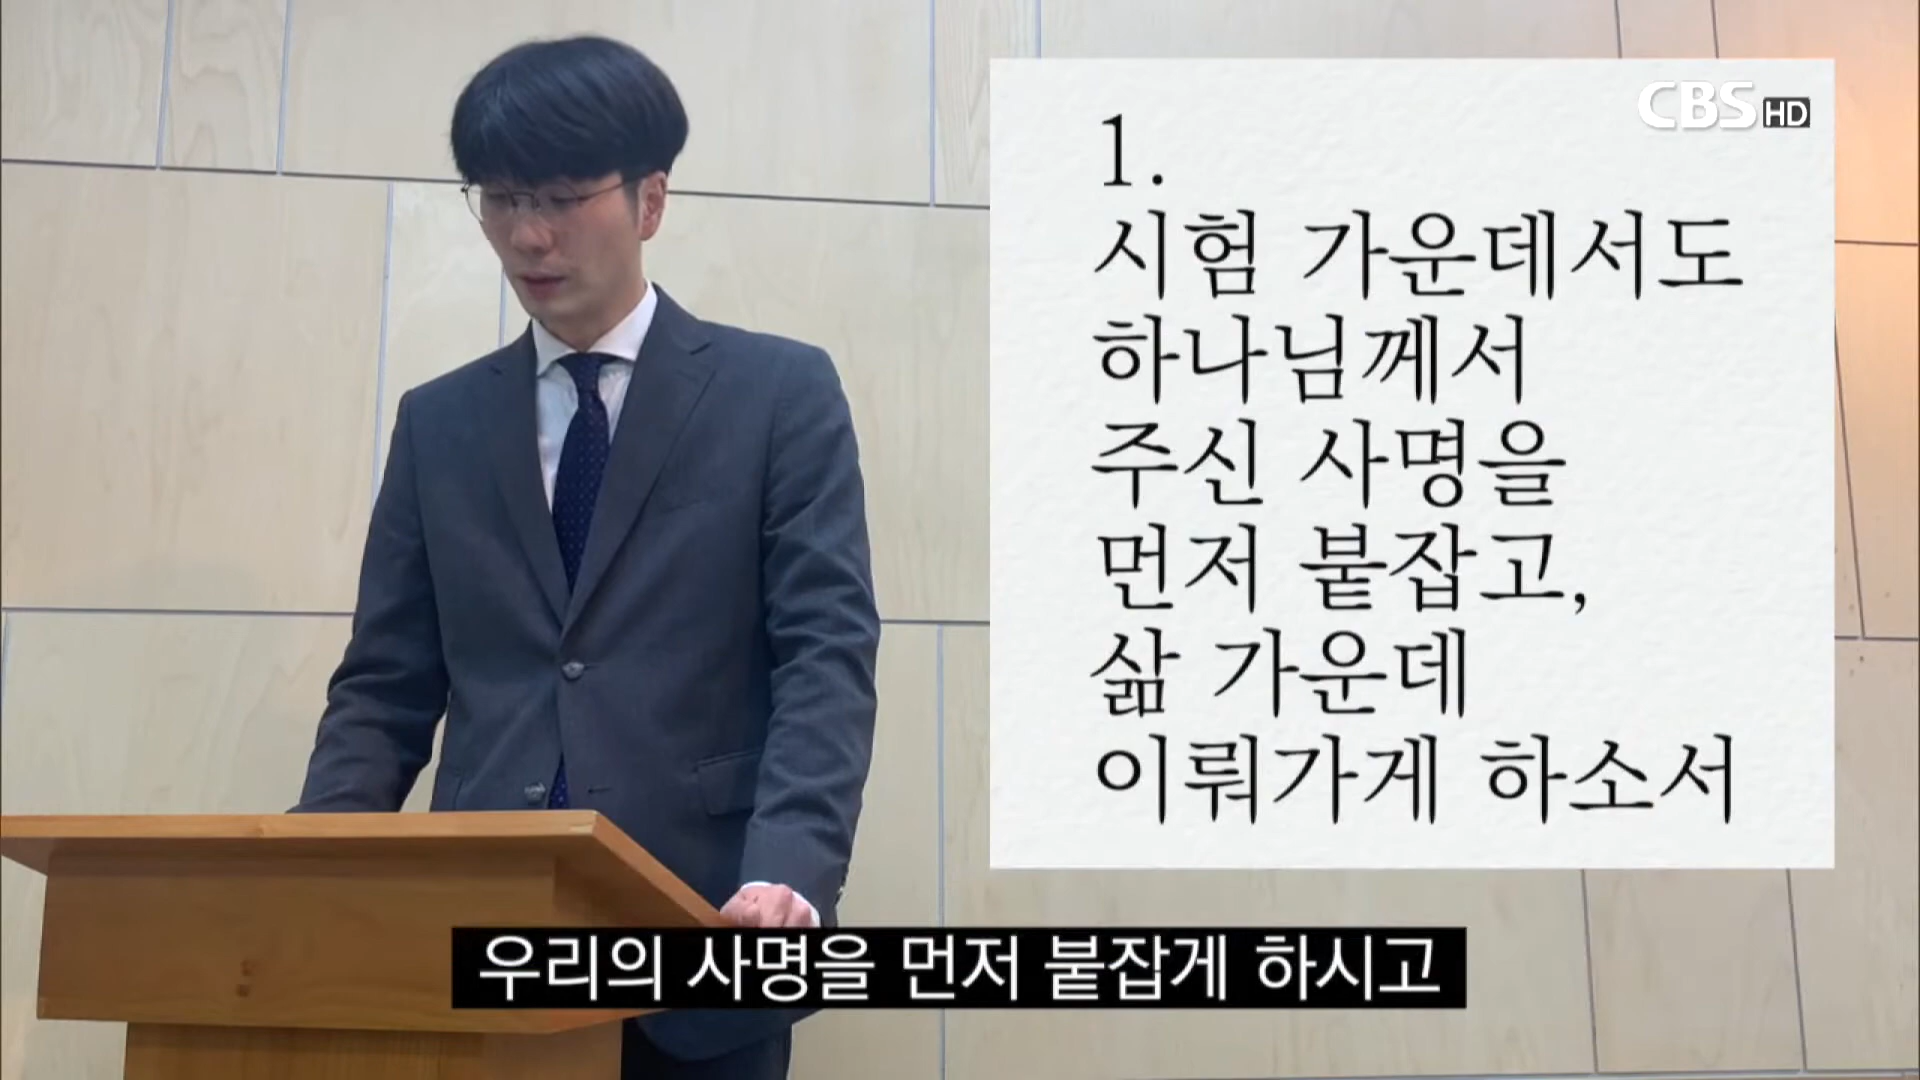 CBS HD
1.
시험 가운데서도
하나님께서
주신 사명을
먼저 붙잡고,
삶 가운데
이뤄가게 하소서
우리의 사명을 먼저 붙잡게 하시고